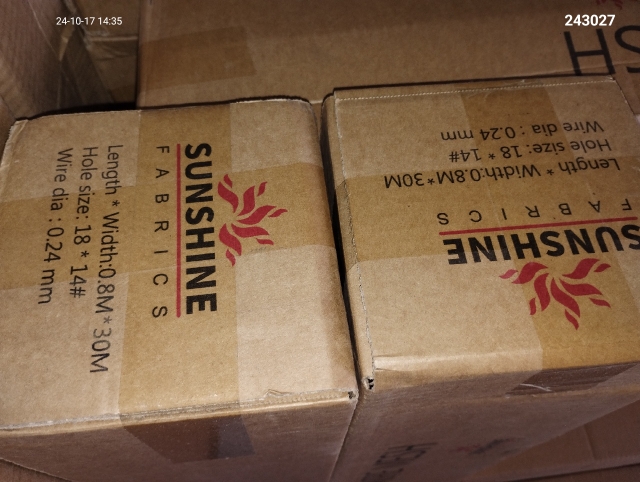 24-10-17 14:35
243027
SH
SUNSHINE
FABRICS
Length * Width:0.8M*30M
Hole size: 18 * 14#
Wire dia : 0.24 mm
SUNSHINE
FABRICS
Length * Width:0.8M*30M
Hole size: 18 * 14#
Wire dia : 0.24 mm